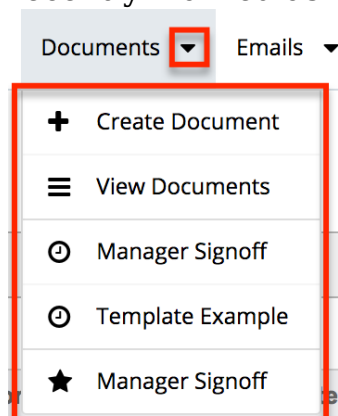 Documents Emails
Create Document
View Documents
Manager Signoff
Template Example
Manager Signoff